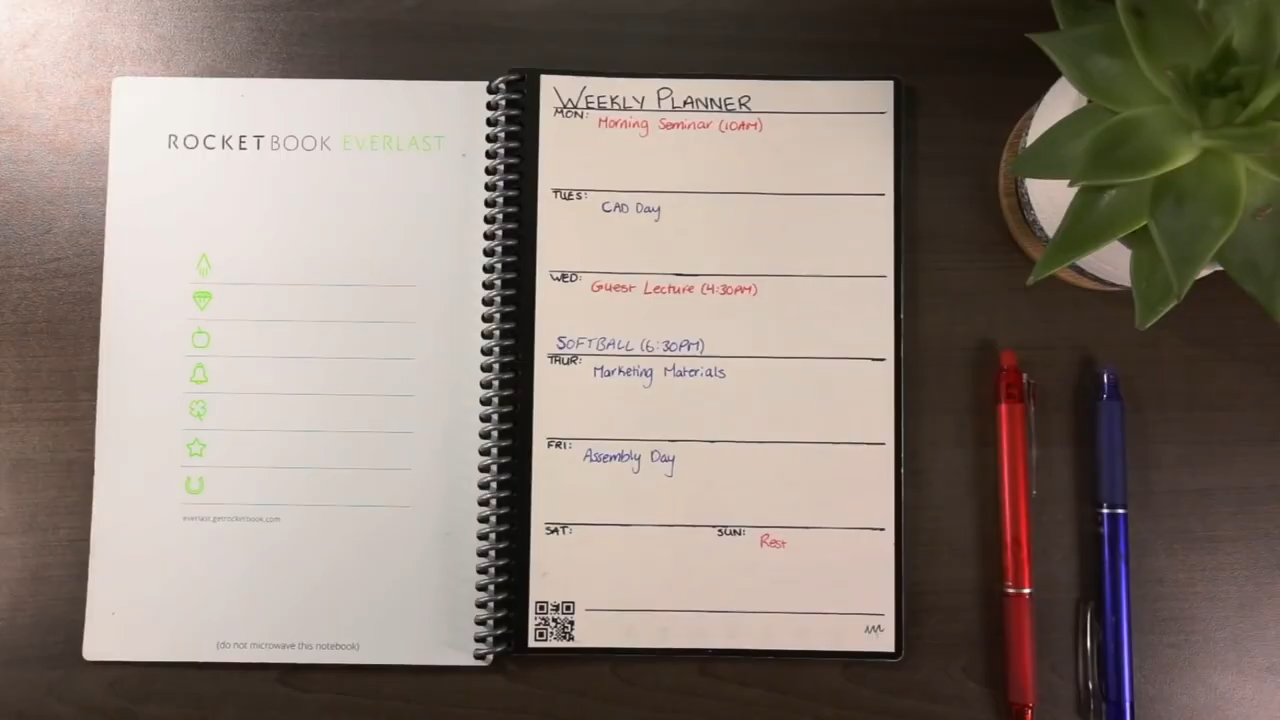 ROCKETBOOK EVERLAST
everlast.getrocketbook.com
(do not microwave this notebook)
WEEKLY PLANNER
MON:
Morning Seminar (10AM)
TUES:
CAD Day
WED:
Guest Lecture (4:30PM)
SOFTBALL (6:30PM)
THUR:
Marketing Materials
FRI:
Assembly Day
SAT:
SUN:
Rest